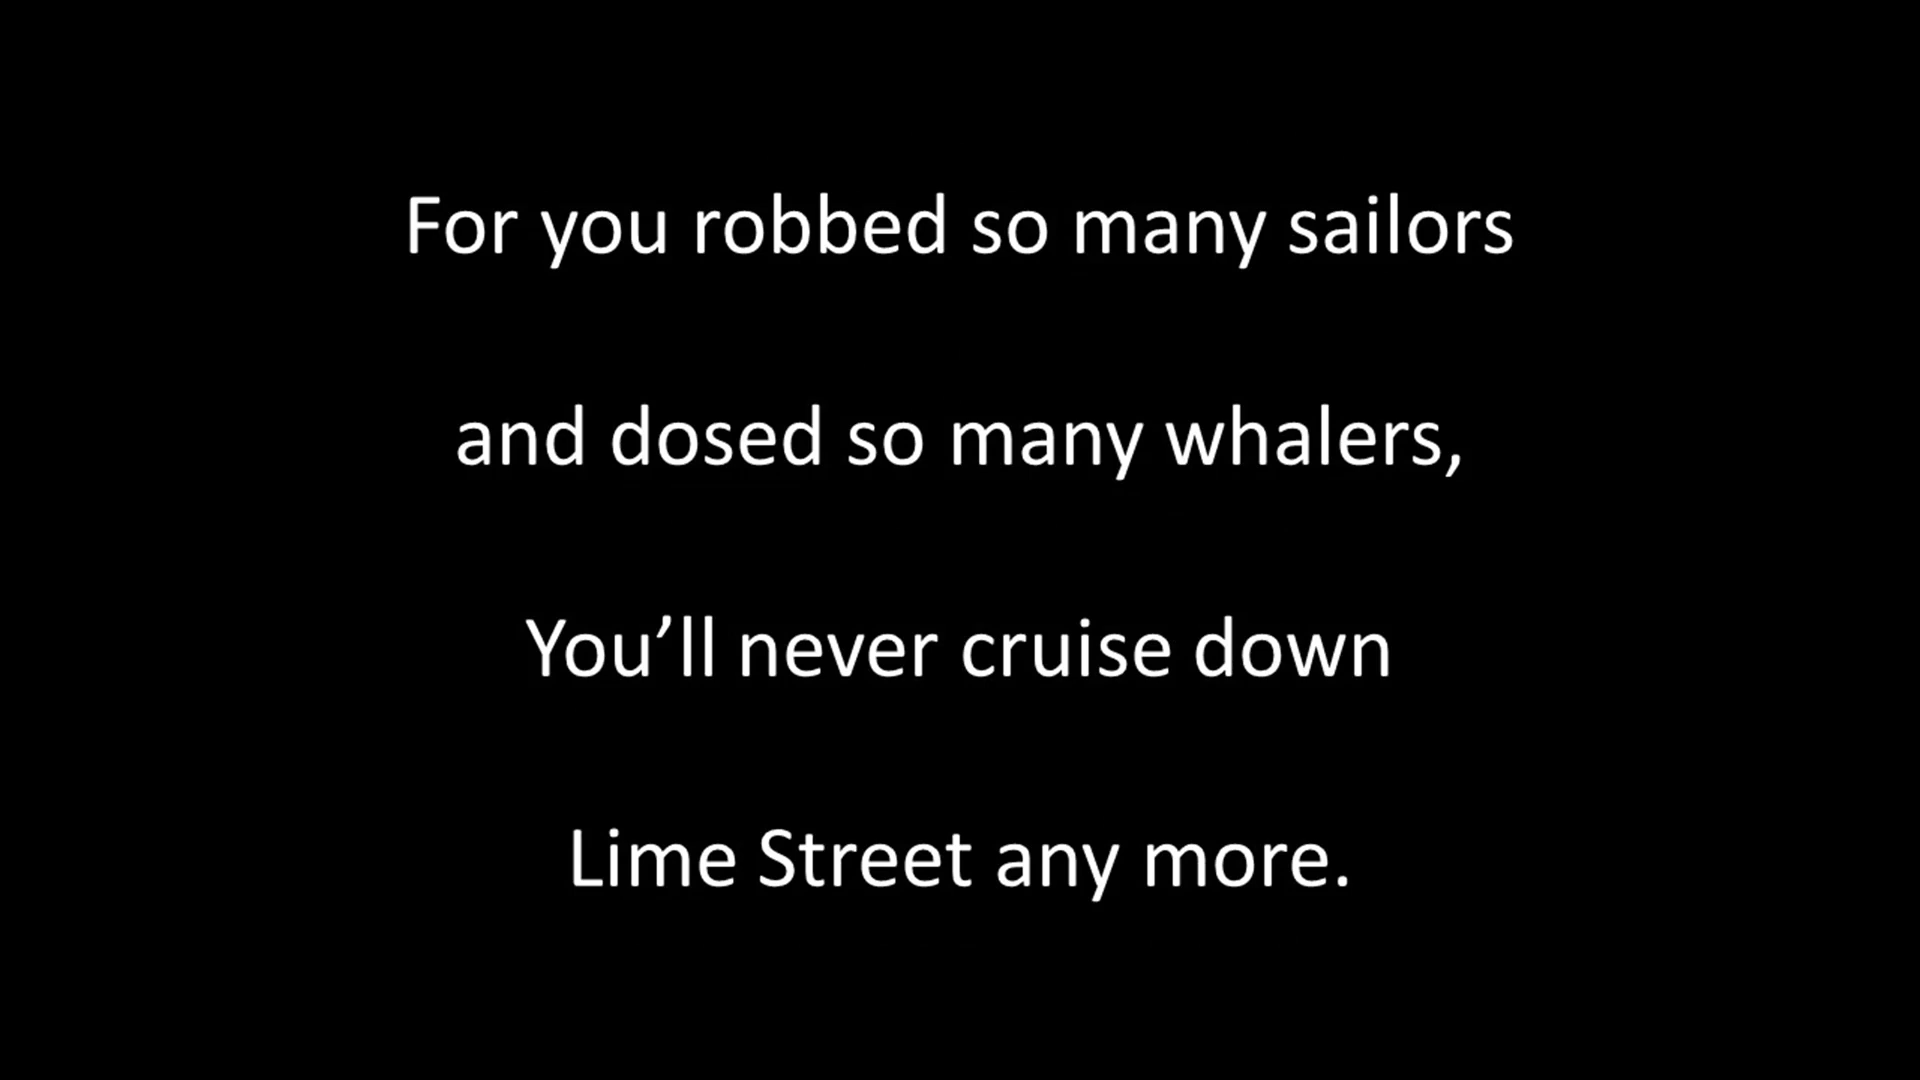 For you robbed so many sailors
and dosed so many whalers,
You’ll never cruise down
Lime Street any more.